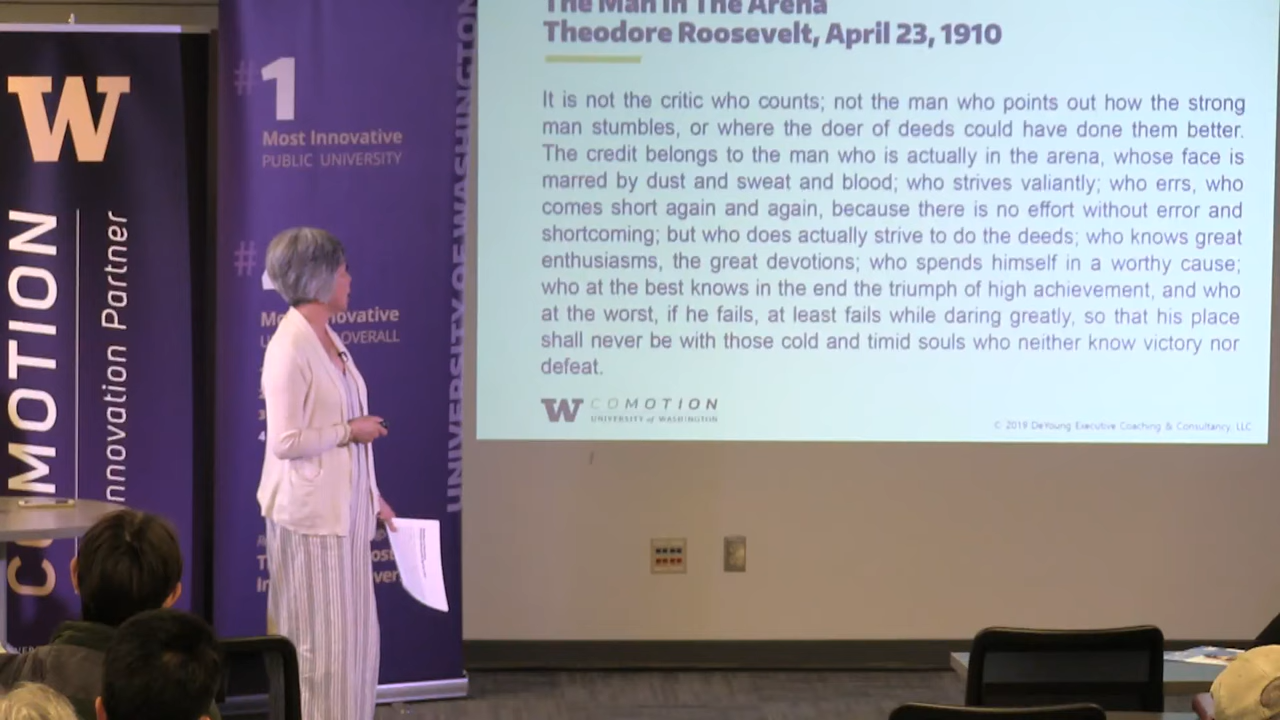 W
COMOTION
Innovation Partner
#1
Most Innovative
PUBLIC UNIVERSITY
#
OVERALL
UNIVERSITY OF WASHINGTON
The Man In The Arena
Theodore Roosevelt, April 23, 1910
It is not the critic who counts; not the man who points out how the strong
man stumbles, or where the doer of deeds could have done them better.
The credit belongs to the man who is actually in the arena, whose face is
marred by dust and sweat and blood; who strives valiantly; who errs, who
comes short again and again, because there is no effort without error and
shortcoming; but who does actually strive to do the deeds; who knows great
enthusiasms, the great devotions; who spends himself in a worthy cause;
who at the best knows in the end the triumph of high achievement, and who
at the worst, if he fails, at least fails while daring greatly, so that his place
shall never be with those cold and timid souls who neither know victory nor
defeat.
W COMOTION
UNIVERSITY of WASHINGTON
© 2019 DeYoung Executive Coaching & Consultancy, LLC